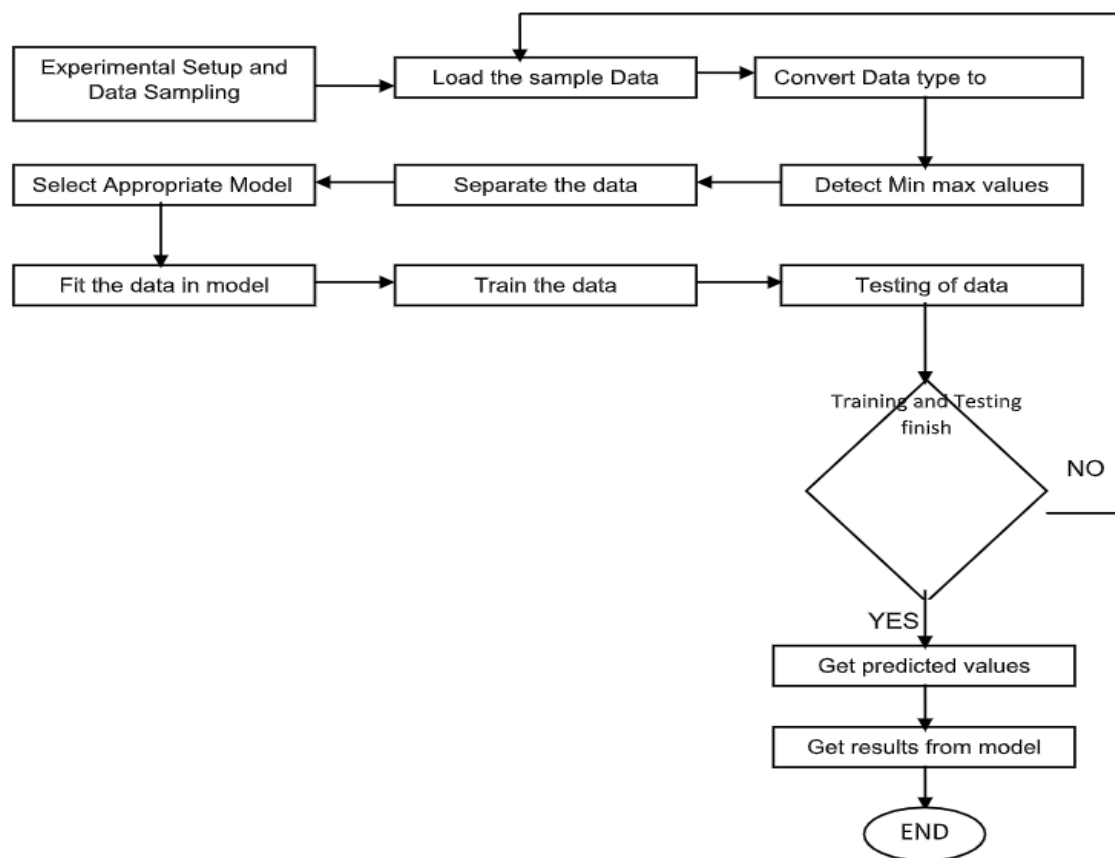 Experimental Setup and
Data Sampling
Load the sample Data
Convert Data type to
Select Appropriate Model
Separate the data
Detect Min max values
Fit the data in model
Train the data
Testing of data
Training and Testing
finish
NO
YES
Get predicted values
Get results from model
END